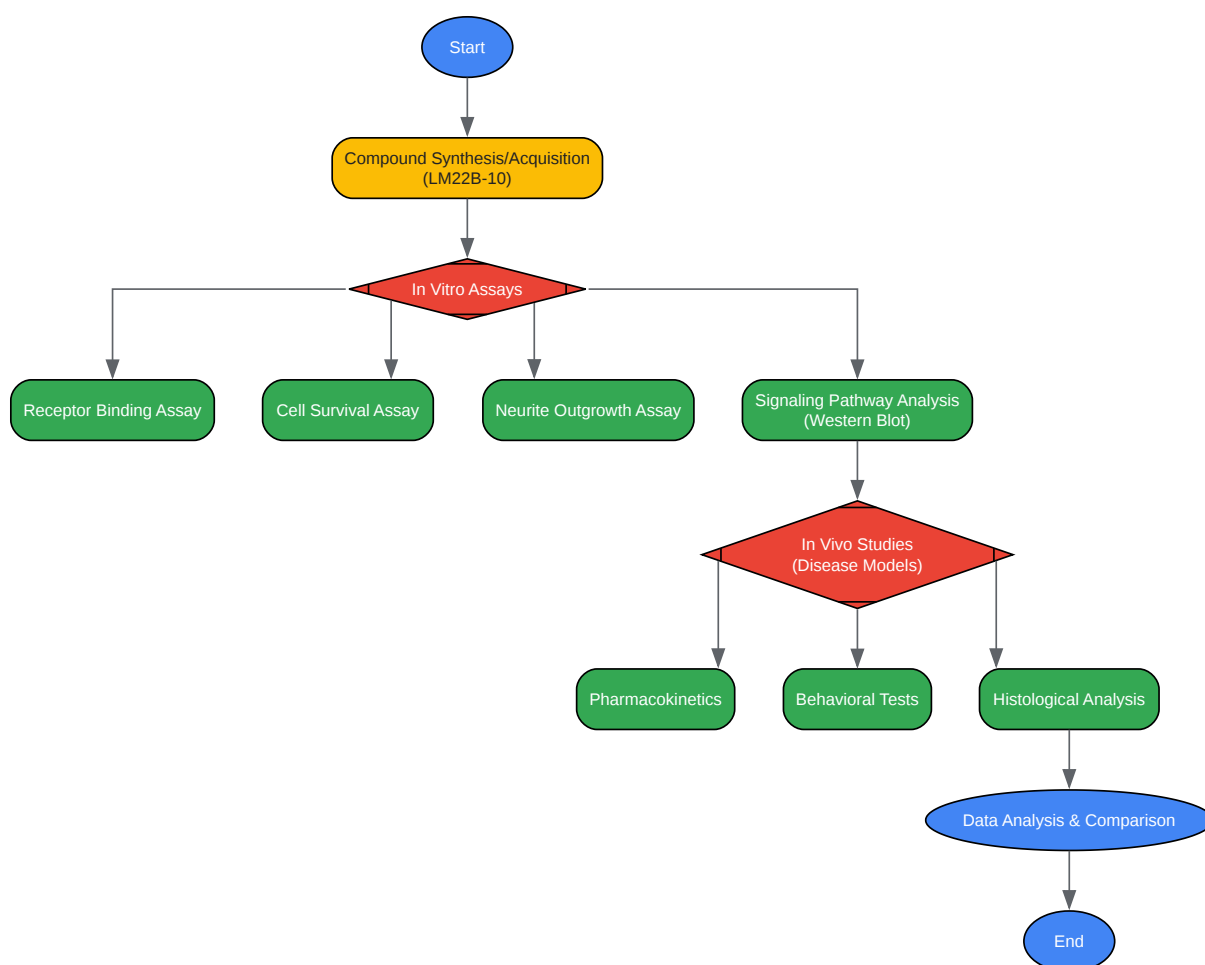 Start
Compound Synthesis/Acquisition
(LM22B-10)
In Vitro Assays
Receptor Binding Assay
Cell Survival Assay
Neurite Outgrowth Assay
Signaling Pathway Analysis
(Western Blot)
In Vivo Studies
(Disease Models)
Pharmacokinetics
Behavioral Tests
Histological Analysis
Data Analysis & Comparison
End